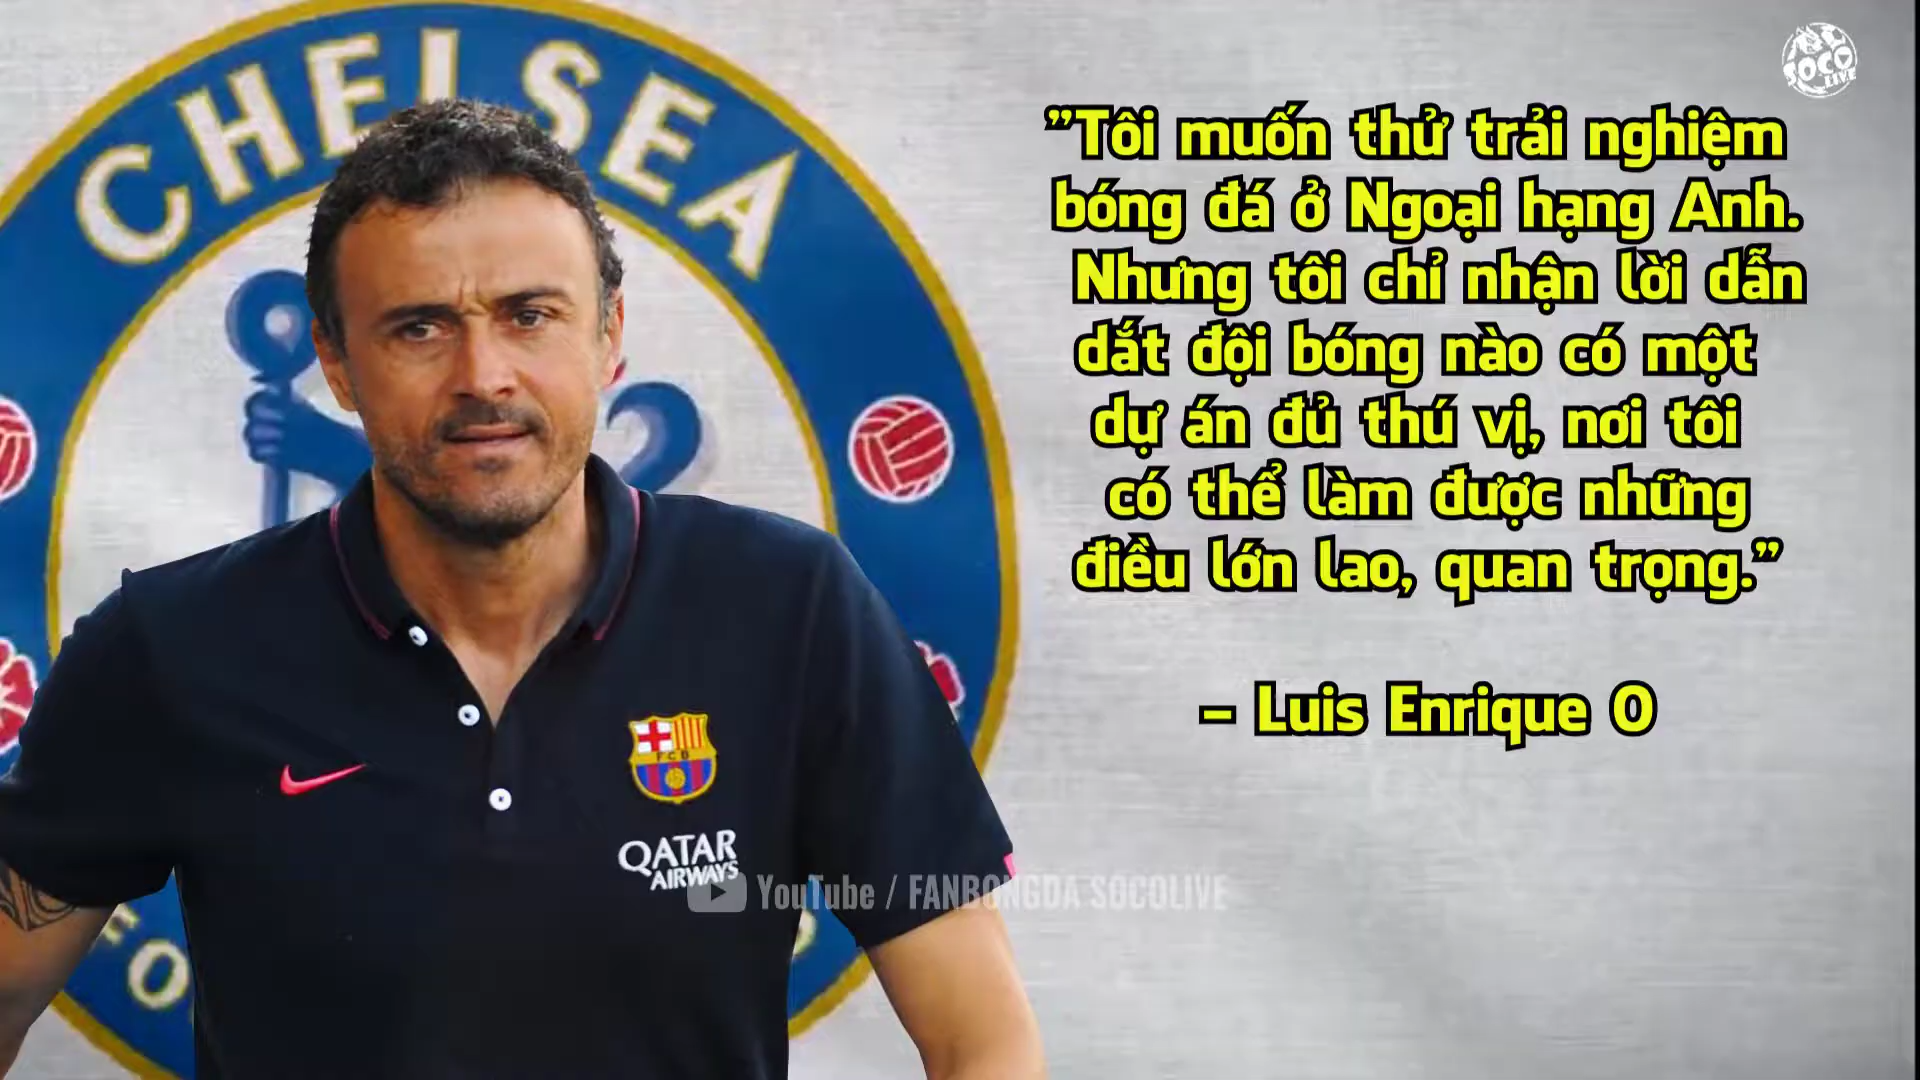 CHELSEA
SOCO
LIVE
”Tôi muốn thử trải nghiệm
bóng đá ở Ngoại hạng Anh.
Nhưng tôi chỉ nhận lời dẫn
dắt đội bóng nào có một
dự án đủ thú vị, nơi tôi
có thể làm được những
điều lớn lao, quan trọng.”
– Luis Enrique O
FCB
QATAR
AIRWAYS
YouTube / FANBONGDA SOCOLIVE
FO